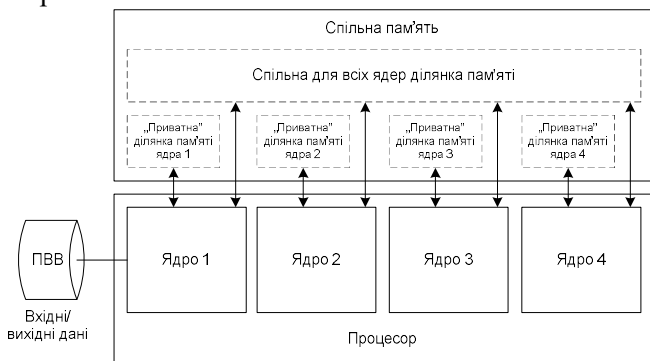 Спільна пам'ять
Спільна для всіх ядер ділянка пам'яті
„Приватна”
ділянка пам'яті
ядра 1
„Приватна”
ділянка пам'яті
ядра 2
„Приватна”
ділянка пам'яті
ядра 3
„Приватна”
ділянка пам'яті
ядра 4
ПВВ
Ядро 1
Ядро 2
Ядро 3
Ядро 4
Вхідні/
вихідні дані
Процесор